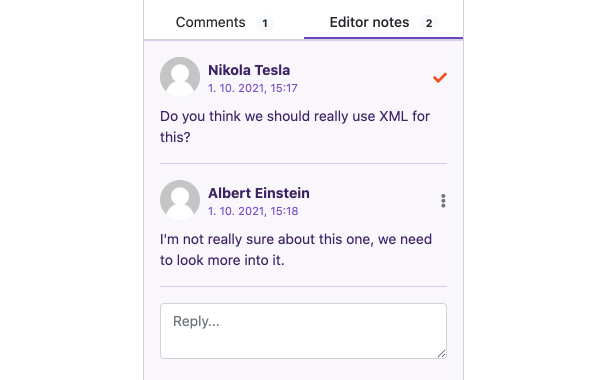 Comments 1 Editor notes 2
Nikola Tesla
1. 10. 2021, 15:17
Do you think we should really use XML for
this?
Albert Einstein
1. 10. 2021, 15:18
I'm not really sure about this one, we need
to look more into it.
Reply...